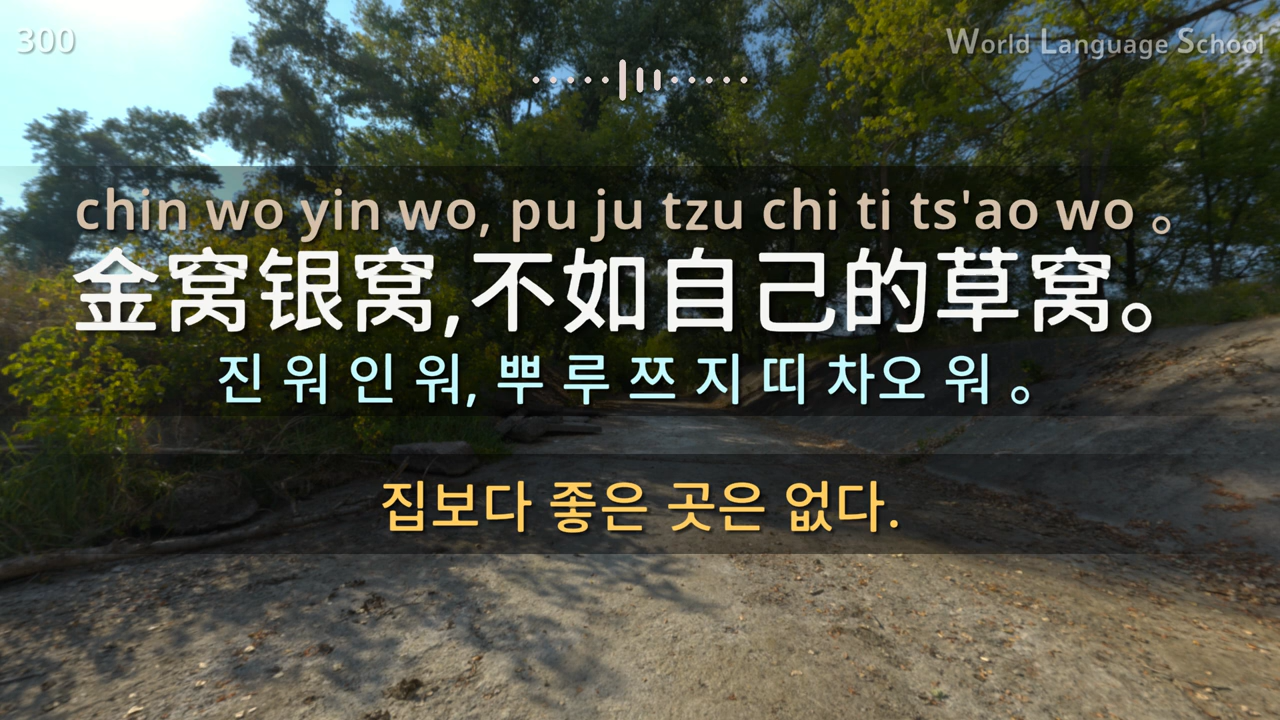 300
World Language School
chin wo yin wo, pu ju tzu chi ti ts'ao wo 。
金窝银窝,不如自己的草窝。
진 워 인 워, 뿌 루 쯔 지 띠 차오 워 。
집보다 좋은 곳은 없다.